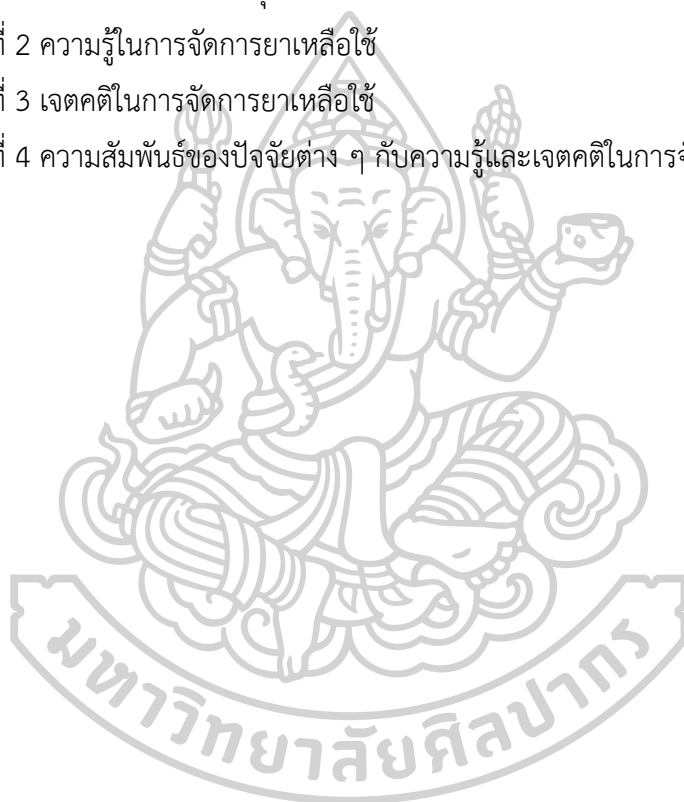 ที่ 2 ความรู้ในการจัดการยาเหลือใช้
ที่ 3 เจตคติในการจัดการยาเหลือใช้
ที่ 4 ความสัมพันธ์ของปัจจัยต่าง ๆ กับความรู้และเจตคติในการจั
มหาวิทยาลัยศิลปากร